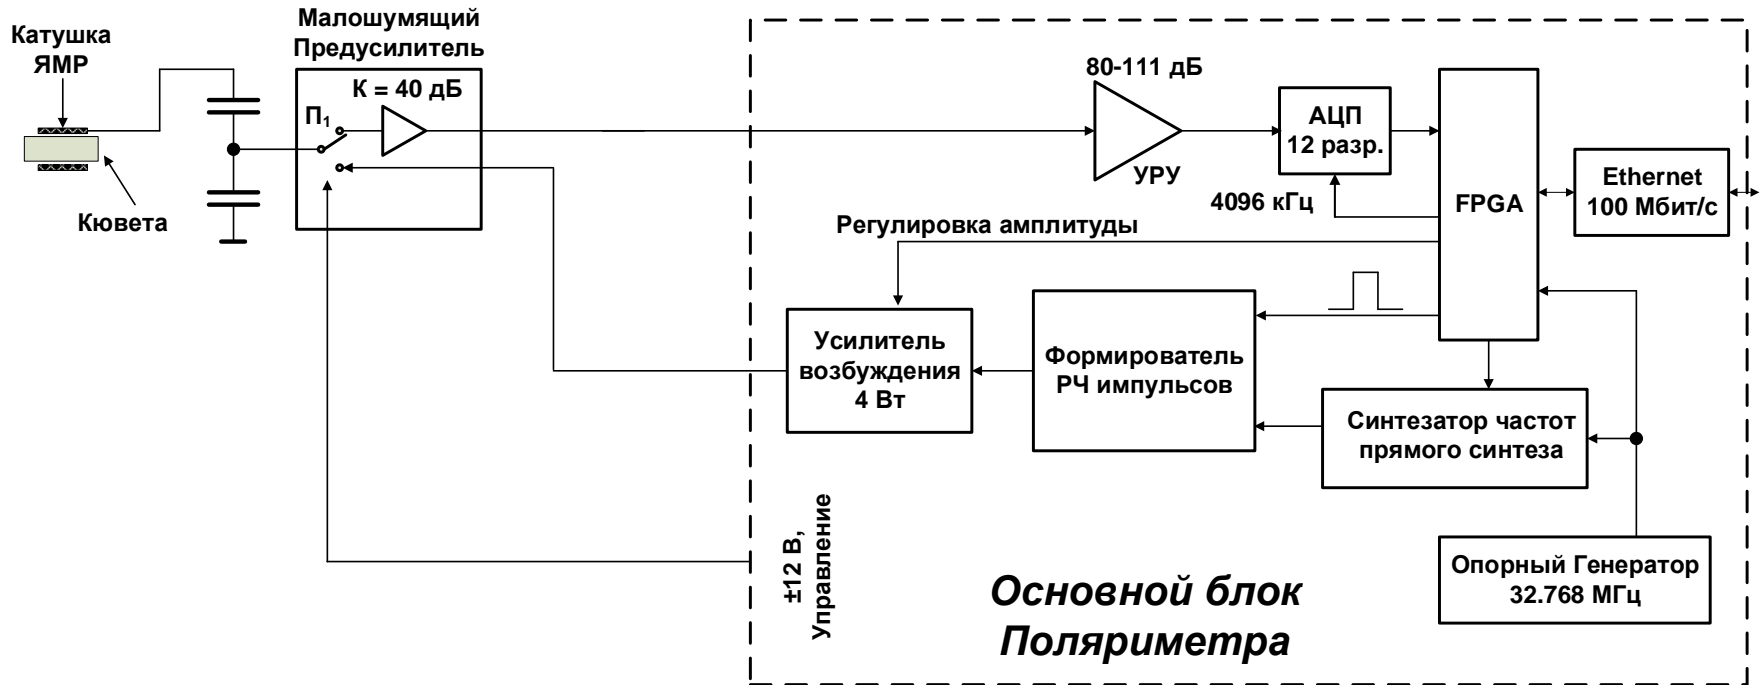 Катушка
ЯМР
Кювета
Малошумящий
Предусилитель
К = 40 дБ
П₁
80-111 дБ
УРУ
АЦП
12 разр.
4096 кГц
FPGA
Ethernet
100 Мбит/с
Регулировка амплитуды
Усилитель
возбуждения
4 Вт
Формирователь
РЧ импульсов
Синтезатор частот
прямого синтеза
Опорный Генератор
32.768 МГц
±12 В,
Управление
Основной блок
Поляриметра